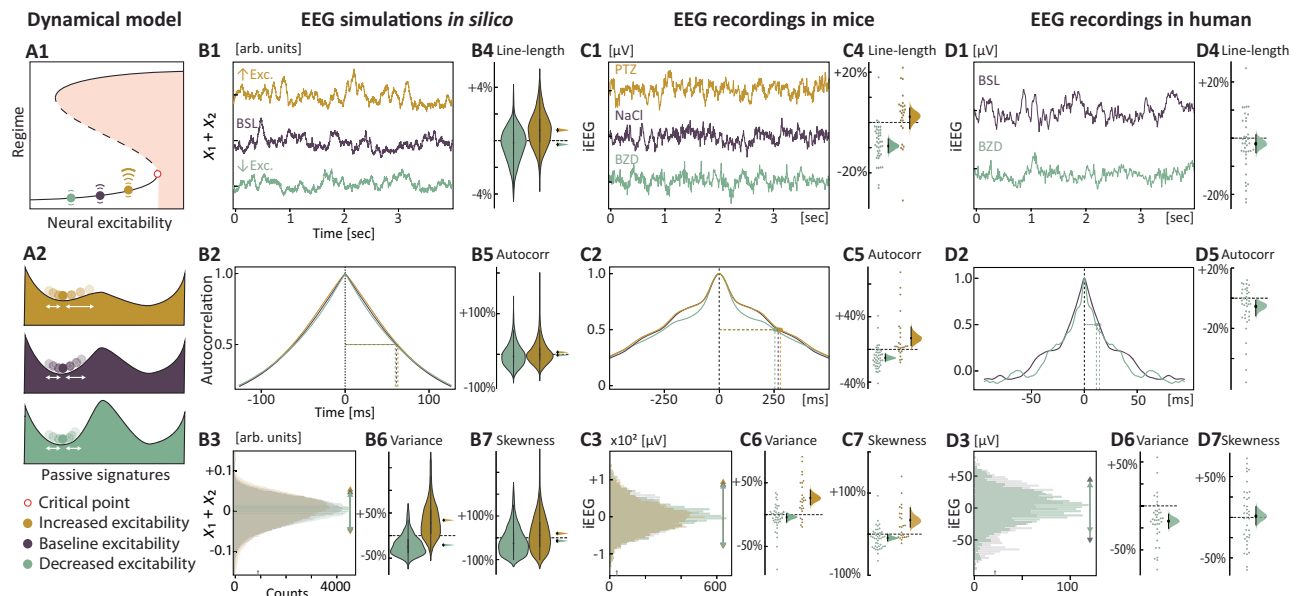 Dynamical model
EEG simulations in silico
EEG recordings in mice
EEG recordings in human
A1
Regime
Neural excitability
A2
Passive signatures
Critical point
Increased excitability
Baseline excitability
Decreased excitability
B1 [arb. units]
X1 + X2
↑Exc.
BSL
↓Exc.
0 1 2 3
Time [sec]
B4 Line-length
+4%
-4%
B2
Autocorrelation
1.0
0.5
-100 0 100
Time [ms]
B5 Autocorr
+100%
-100%
B3 [arb. units]
X1 + X2
+0.1
0
-0.1
0 4000
Counts
B6 Variance
+50%
-50%
B7 Skewness
+100%
-100%
C1 [µV]
iEEG
PTZ
NaCl
BZD
0 1 2 3 [sec]
C4 Line-length
+20%
-20%
C2
1.0
0.5
0
-250 0 250 [ms]
C5 Autocorr
+40%
-40%
C3 x10² [µV]
iEEG
+1
0
-1
0 600
C6 Variance
+50%
-50%
C7 Skewness
+100%
-100%
D1 [µV]
iEEG
BSL
BZD
0 1 2 3 [sec]
D4 Line-length
+20%
-20%
D2
1.0
0.5
0.0
-50 0 50 [ms]
D5 Autocorr
+20%
-20%
D3 [µV]
iEEG
+50
0
-50
0 100
D6 Variance
+50%
-50%
D7 Skewness
+50%
-50%